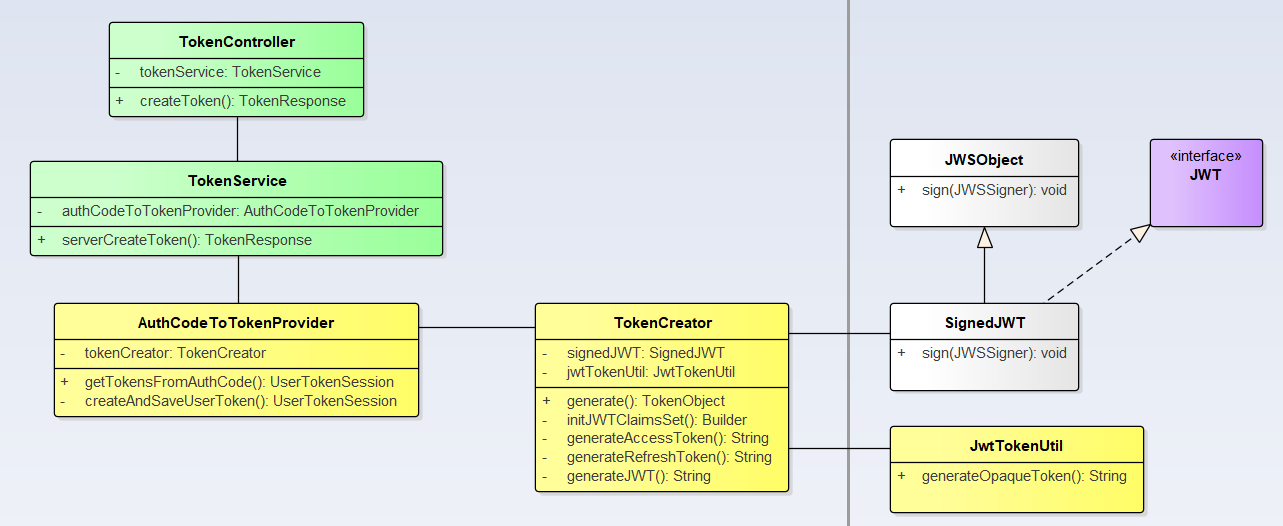 TokenController
- tokenService: TokenService
+ createToken(): TokenResponse
TokenService
- authCodeToTokenProvider: AuthCodeToTokenProvider
+ serverCreateToken(): TokenResponse
AuthCodeToTokenProvider
- tokenCreator: TokenCreator
+ getTokensFromAuthCode(): UserTokenSession
- createAndSaveUserToken(): UserTokenSession
TokenCreator
- signedJWT: SignedJWT
- jwtTokenUtil: JwtTokenUtil
+ generate(): TokenObject
- initJWTClaimsSet(): Builder
- generateAccessToken(): String
- generateRefreshToken(): String
- generateJWT(): String
JWSObject
+ sign(JWSSigner): void
«interface»
JWT
SignedJWT
+ sign(JWSSigner): void
JwtTokenUtil
+ generateOpaqueToken(): String